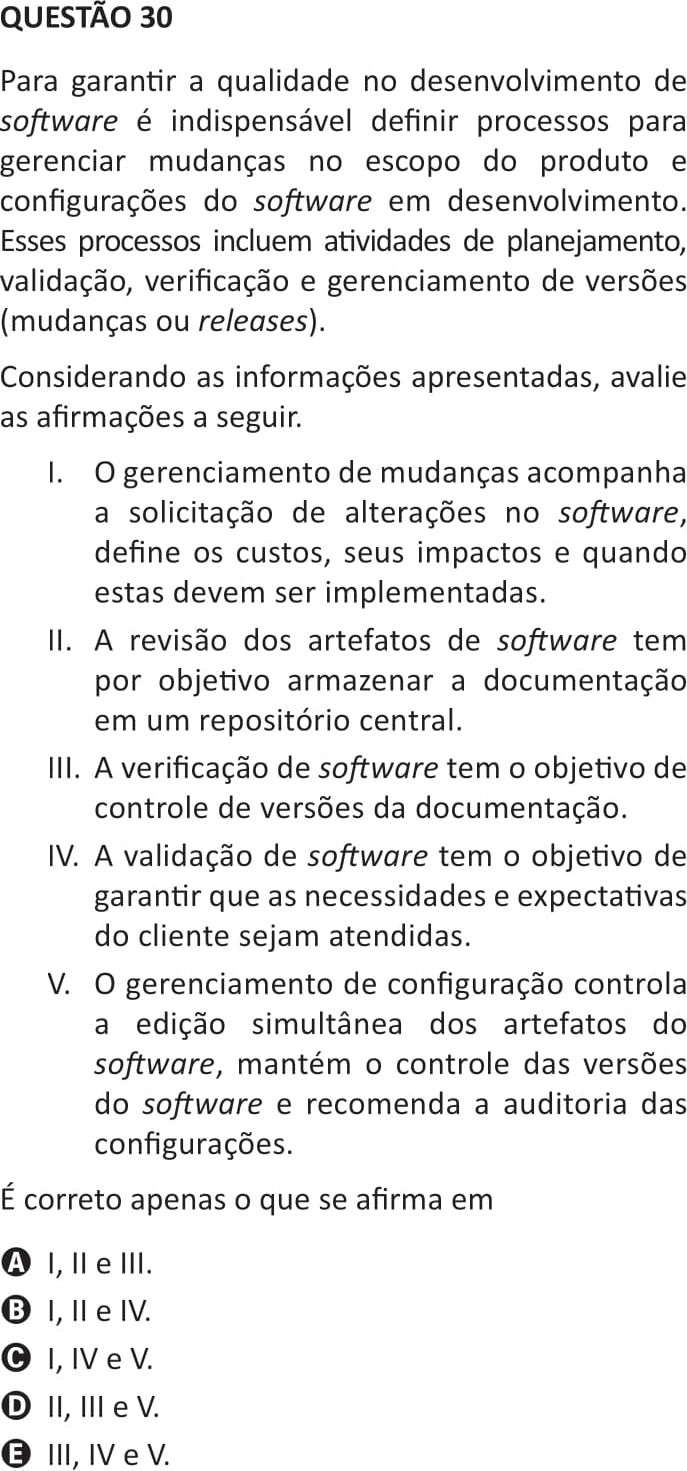 QUESTÃO 30
Para garantir a qualidade no desenvolvimento de
software é indispensável definir processos para
gerenciar mudanças no escopo do produto e
configurações do software em desenvolvimento.
Esses processos incluem atividades de planejamento,
validação, verificação e gerenciamento de versões
(mudanças ou releases).
Considerando as informações apresentadas, avalie
as afirmações a seguir.
I. O gerenciamento de mudanças acompanha
a solicitação de alterações no software,
define os custos, seus impactos e quando
estas devem ser implementadas.
II. A revisão dos artefatos de software tem
por objetivo armazenar a documentação
em um repositório central.
III. A verificação de software tem o objetivo de
controle de versões da documentação.
IV. A validação de software tem o objetivo de
garantir que as necessidades e expectativas
do cliente sejam atendidas.
V. O gerenciamento de configuração controla
a edição simultânea dos artefatos do
software, mantém o controle das versões
do software e recomenda a auditoria das
configurações.
É correto apenas o que se afirma em
A I, II e III.
B I, II e IV.
C I, IV e V.
D II, III e V.
E III, IV e V.